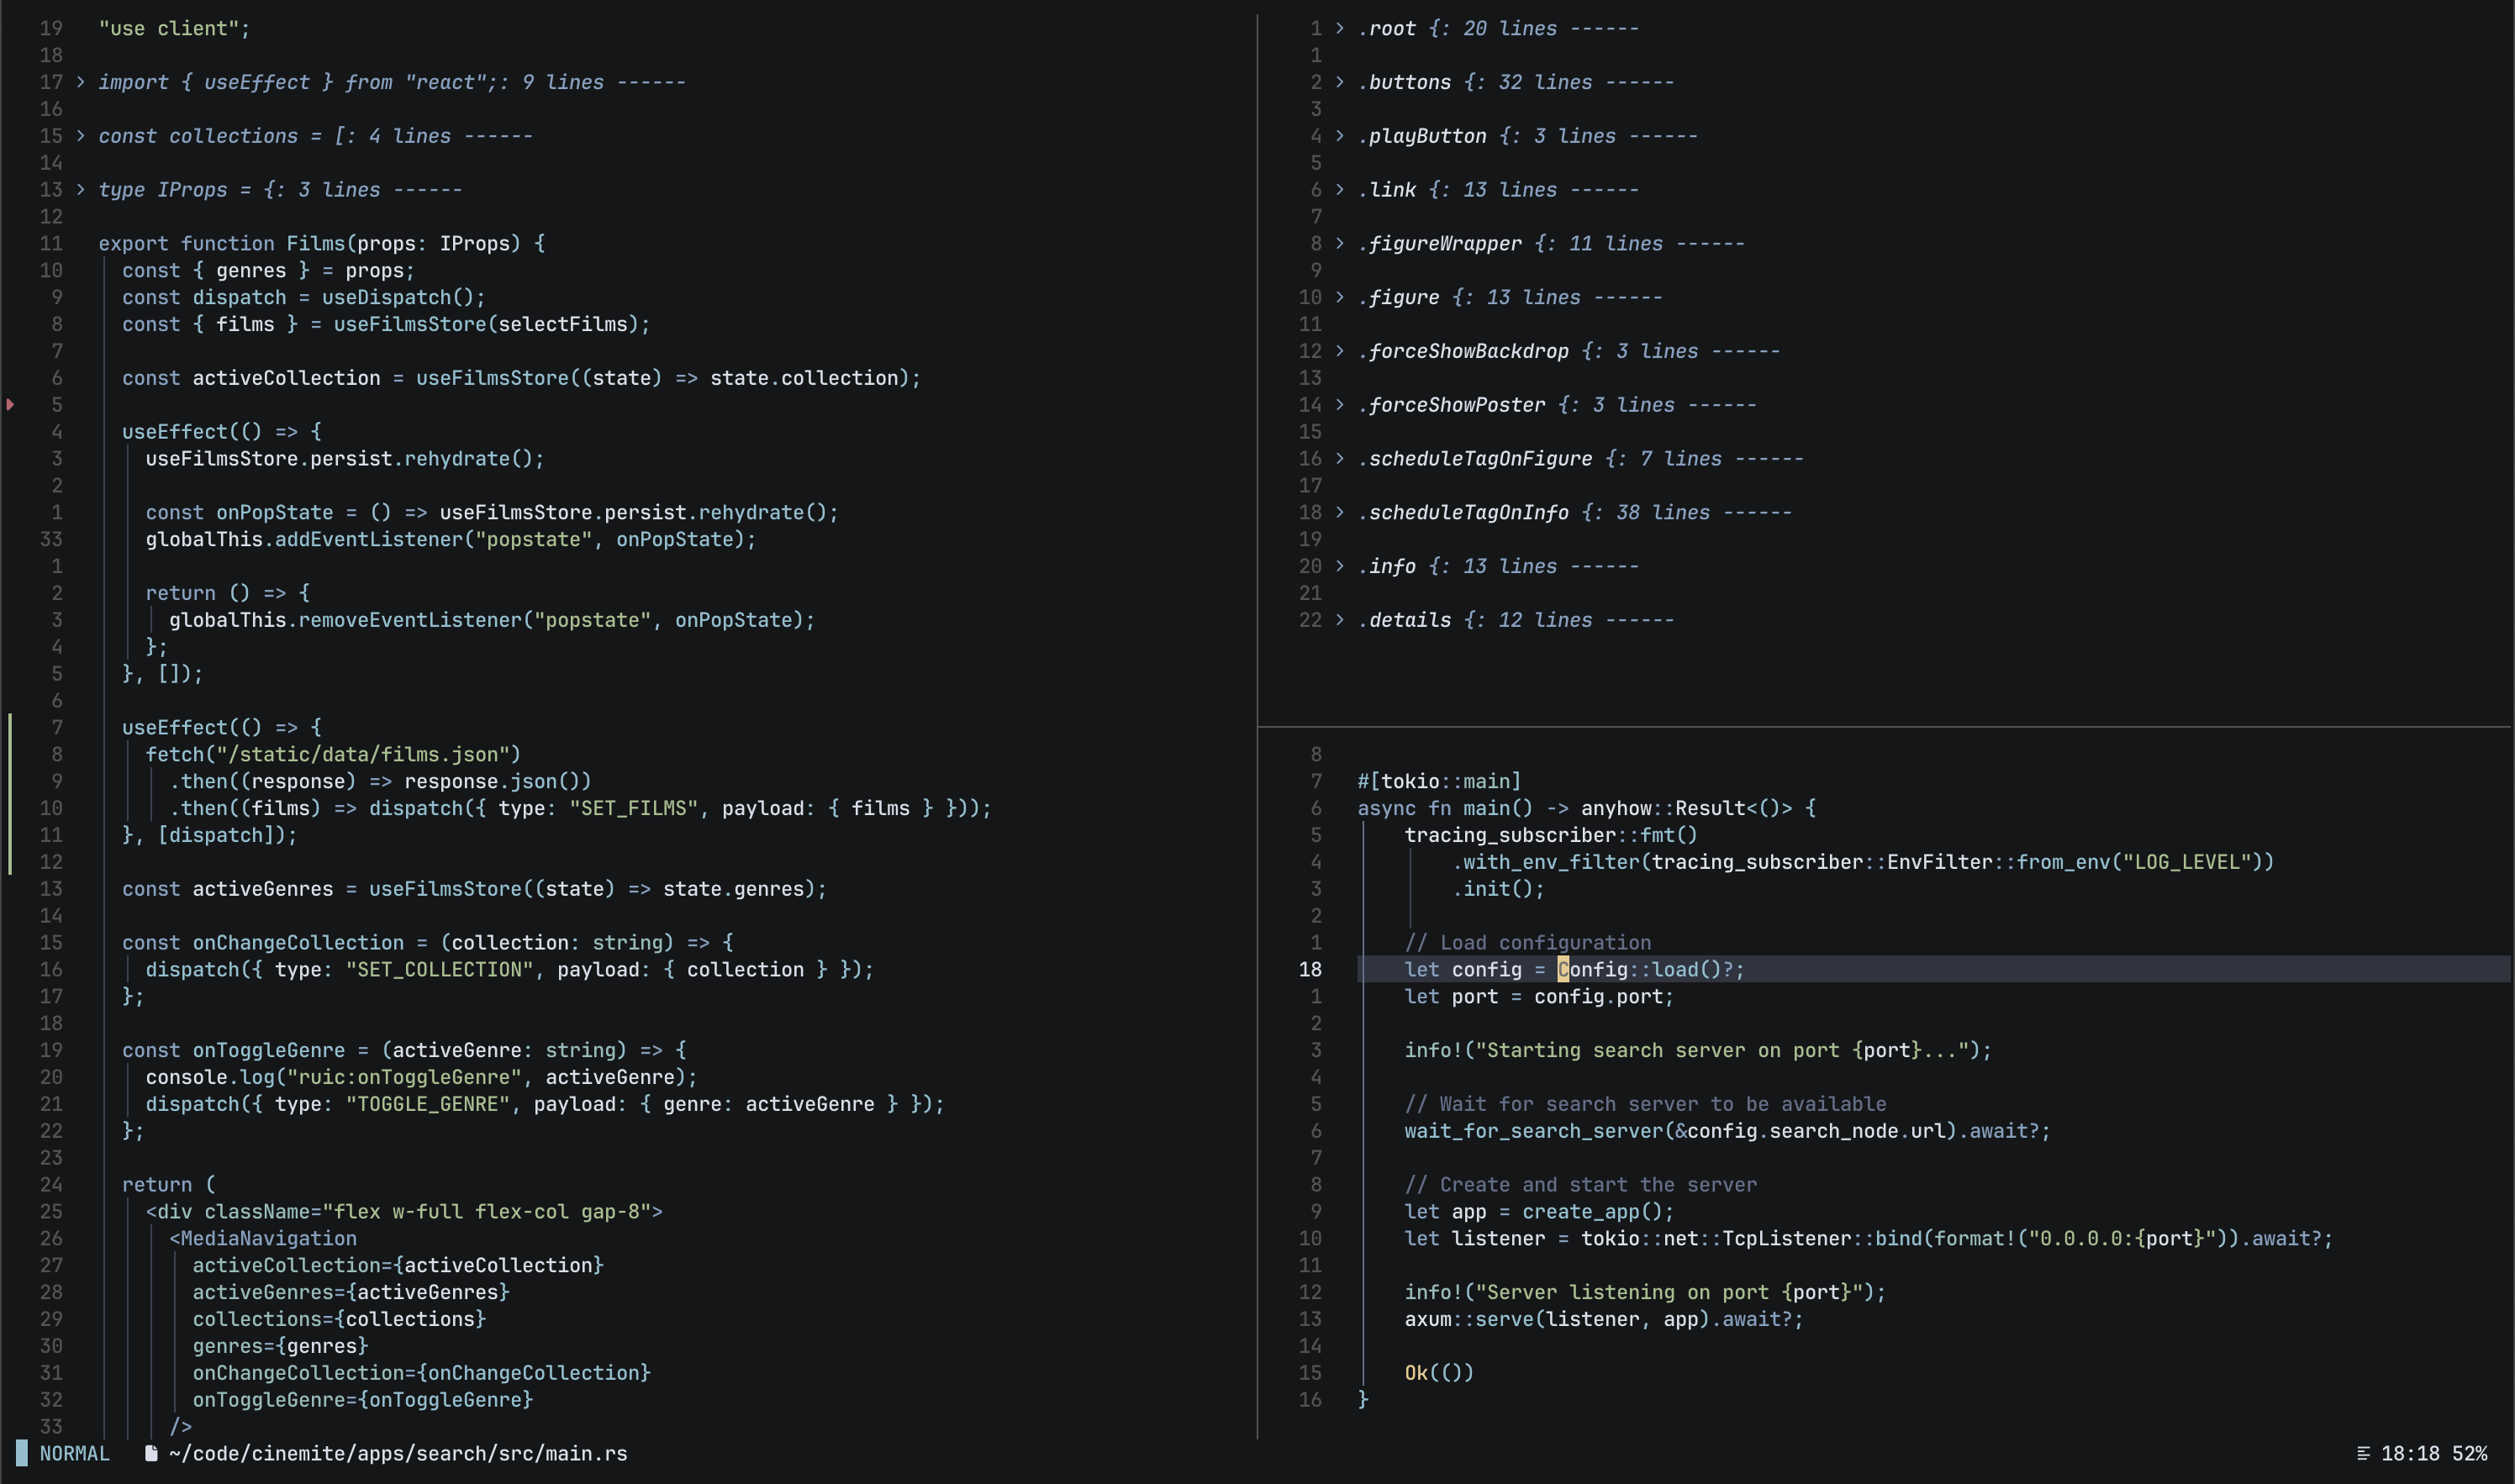 19 "use client";
18
17 > import { useEffect } from "react";: 9 lines ------
16
15 > const collections = [: 4 lines ------
14
13 > type IProps = {: 3 lines ------
12
11 export function Films(props: IProps) {
10   const { genres } = props;
9   const dispatch = useDispatch();
8   const { films } = useFilmsStore(selectFilms);
7
6   const activeCollection = useFilmsStore((state) => state.collection);
5
4   useEffect(() => {
3     useFilmsStore.persist.rehydrate();
2
1     const onPopState = () => useFilmsStore.persist.rehydrate();
33     globalThis.addEventListener("popstate", onPopState);
1
2     return () => {
3       globalThis.removeEventListener("popstate", onPopState);
4     };
5   }, []);
6
7   useEffect(() => {
8     fetch("/static/data/films.json")
9       .then((response) => response.json())
10       .then((films) => dispatch({ type: "SET_FILMS", payload: { films } }));
11   }, [dispatch]);
12
13   const activeGenres = useFilmsStore((state) => state.genres);
14
15   const onChangeCollection = (collection: string) => {
16     dispatch({ type: "SET_COLLECTION", payload: { collection } });
17   };
18
19   const onToggleGenre = (activeGenre: string) => {
20     console.log("ruic:onToggleGenre", activeGenre);
21     dispatch({ type: "TOGGLE_GENRE", payload: { genre: activeGenre } });
22   };
23
24   return (
25     <div className="flex w-full flex-col gap-8">
26       <MediaNavigation
27         activeCollection={activeCollection}
28         activeGenres={activeGenres}
29         collections={collections}
30         genres={genres}
31         onChangeCollection={onChangeCollection}
32         onToggleGenre={onToggleGenre}
33       />
1 > .root {: 20 lines ------
1
2 > .buttons {: 32 lines ------
3
4 > .playButton {: 3 lines ------
5
6 > .link {: 13 lines ------
7
8 > .figureWrapper {: 11 lines ------
9
10 > .figure {: 13 lines ------
11
12 > .forceShowBackdrop {: 3 lines ------
13
14 > .forceShowPoster {: 3 lines ------
15
16 > .scheduleTagOnFigure {: 7 lines ------
17
18 > .scheduleTagOnInfo {: 38 lines ------
19
20 > .info {: 13 lines ------
21
22 > .details {: 12 lines ------
8
7 #[tokio::main]
6 async fn main() -> anyhow::Result<()> {
5     tracing_subscriber::fmt()
4         .with_env_filter(tracing_subscriber::EnvFilter::from_env("LOG_LEVEL"))
3         .init();
2
1     // Load configuration
18     let config = Config::load()?;
1     let port = config.port;
2
3     info!("Starting search server on port {port}...");
4
5     // Wait for search server to be available
6     wait_for_search_server(&config.search_node.url).await?;
7
8     // Create and start the server
9     let app = create_app();
10     let listener = tokio::net::TcpListener::bind(format!("0.0.0.0:{port}")).await?;
11
12     info!("Server listening on port {port}");
13     axum::serve(listener, app).await?;
14
15     Ok(())
16 }
NORMAL ~/code/cinemite/apps/search/src/main.rs 18:18 52%